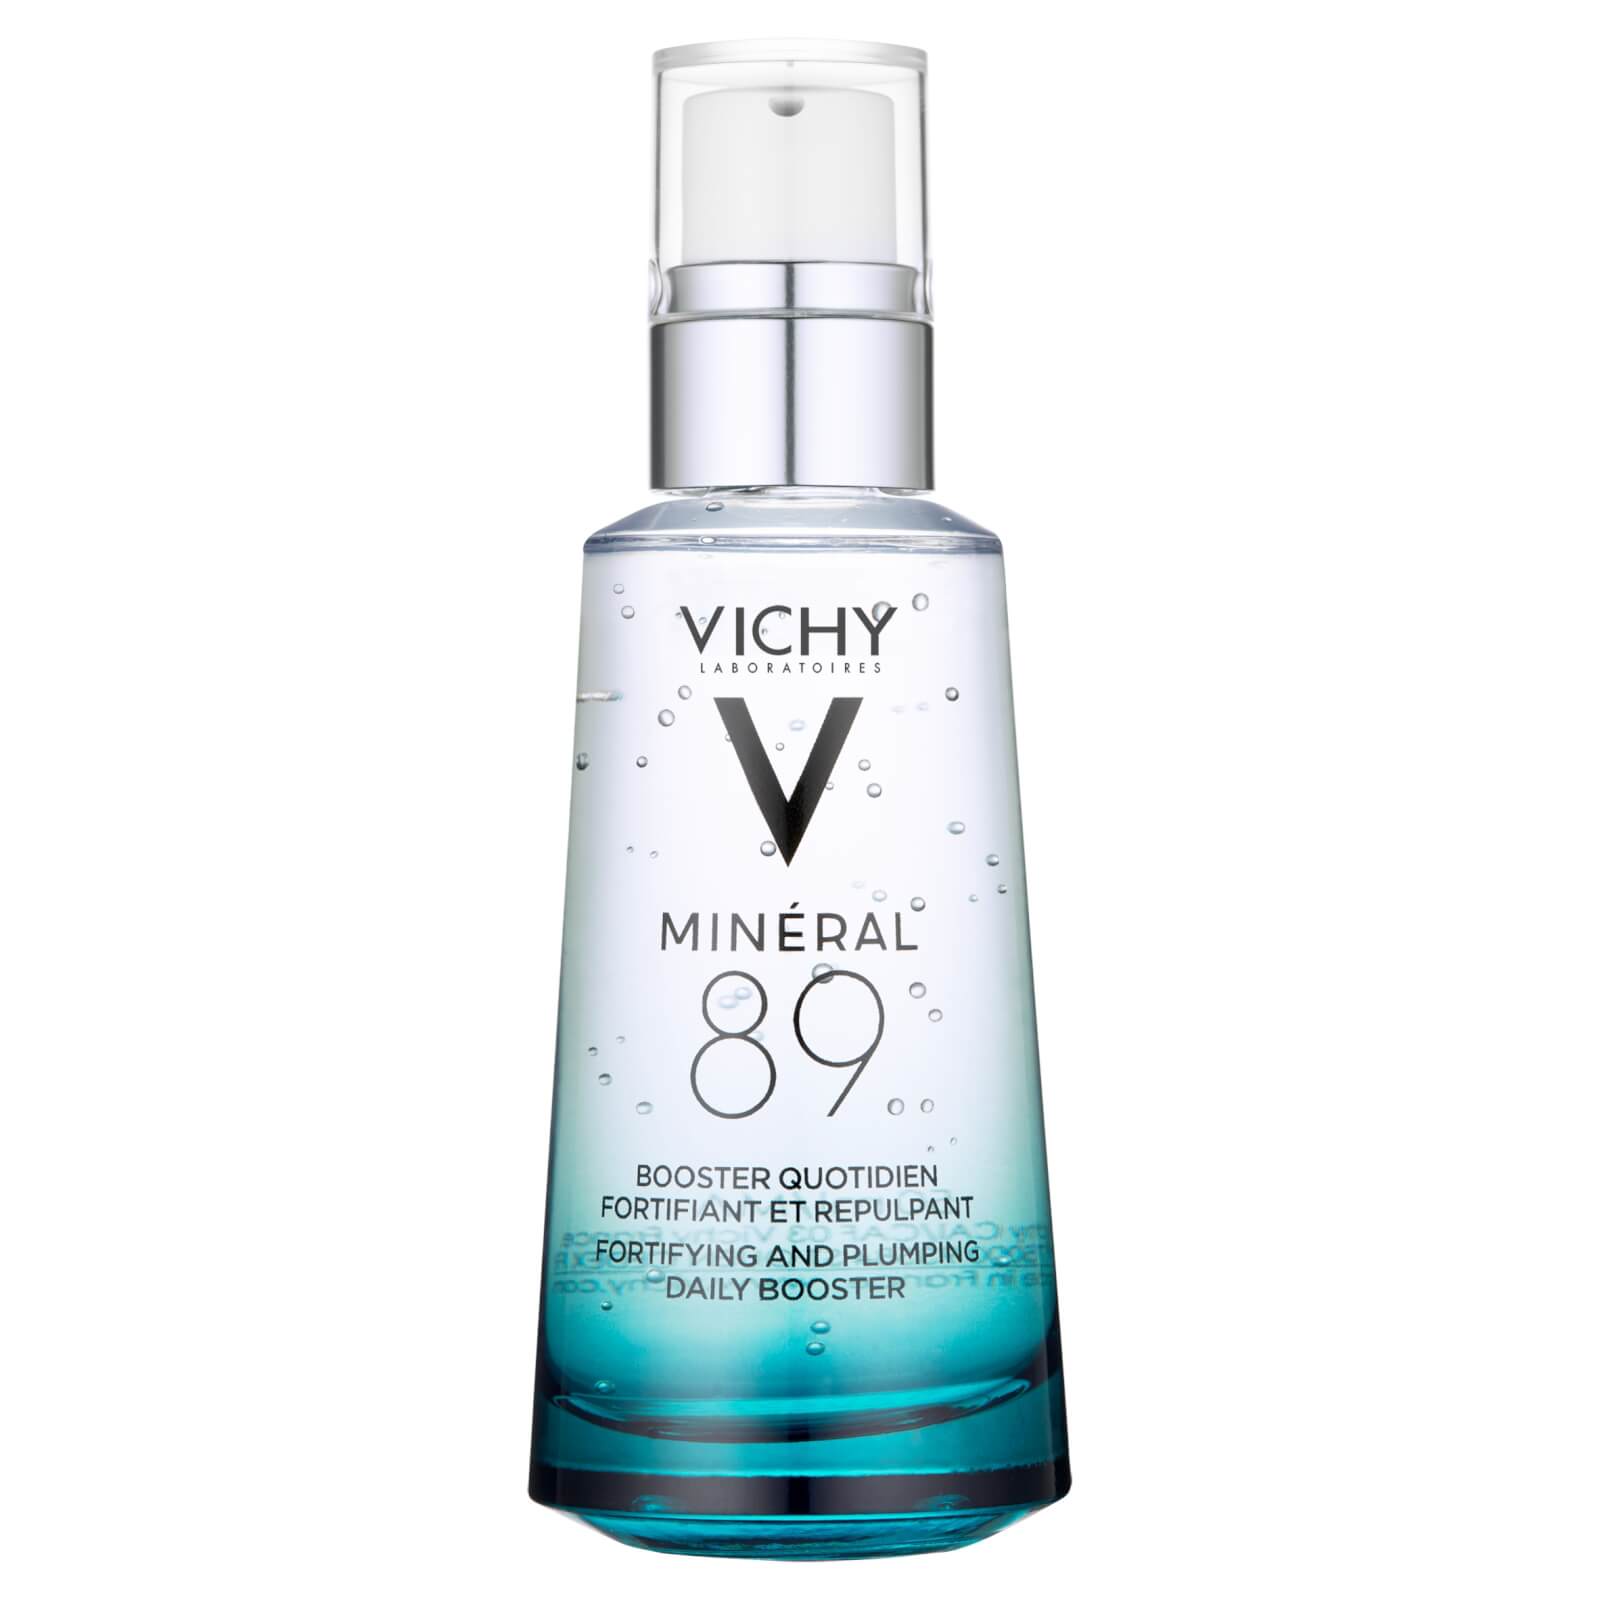 VICHY
LABORATOIRES
V
MINÉRAL
89
BOOSTER QUOTIDIEN
FORTIFIANT ET REPULPANT
FORTIFYING AND PLUMPING
DAILY BOOSTER